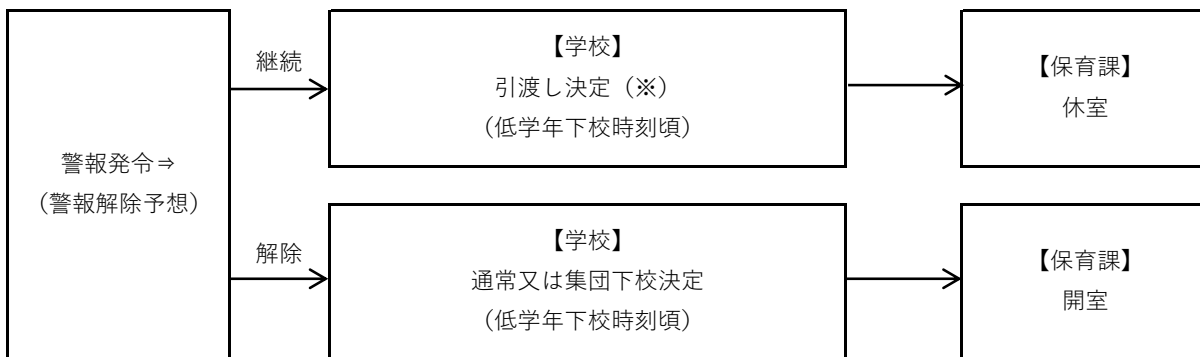 警報発令⇒
(警報解除予想)
継続
【学校】
引渡し決定(※)
(低学年下校時刻頃)
【保育課】
休室
解除
【学校】
通常又は集団下校決定
(低学年下校時刻頃)
【保育課】
開室